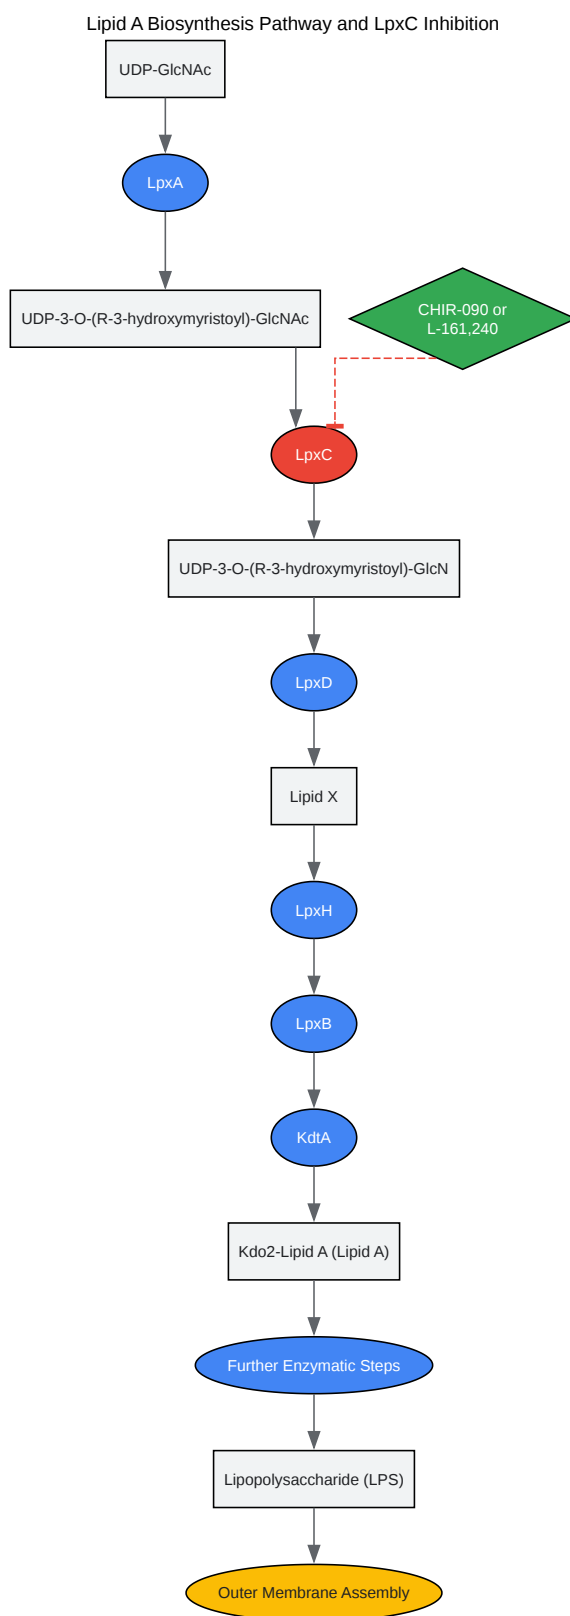 Lipid A Biosynthesis Pathway and LpxC Inhibition
UDP-GlcNAc
LpxA
UDP-3-O-(R-3-hydroxymyristoyl)-GlcNAc
CHIR-090 or
L-161,240
LpxC
UDP-3-O-(R-3-hydroxymyristoyl)-GlcN
LpxD
Lipid X
LpxH
LpxB
KdtA
Kdo2-Lipid A (Lipid A)
Further Enzymatic Steps
Lipopolysaccharide (LPS)
Outer Membrane Assembly